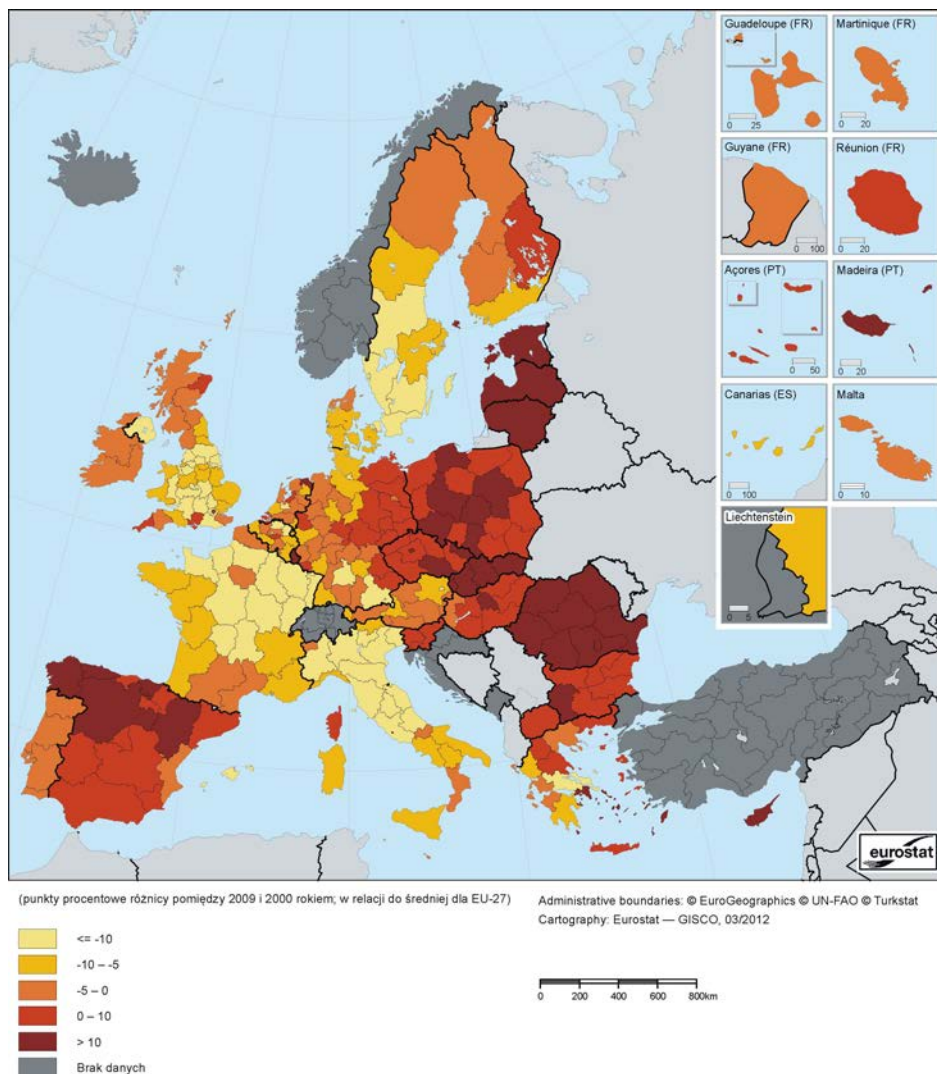 Guadeloupe (FR)
0 25
Martinique (FR)
0 20
Guyane (FR)
0 100
Réunion (FR)
0 20
Açores (PT)
0 50
Madeira (PT)
0 20
Canarias (ES)
0 100
Malta
0 10
Liechtenstein
0 5
eurostat
(punkty procentowe różnicy pomiędzy 2009 i 2000 rokiem; w relacji do średniej dla EU-27)
Administrative boundaries: © EuroGeographics © UN-FAO © Turkstat
Cartography: Eurostat — GISCO, 03/2012
<= -10
-10 – -5
-5 – 0
0 – 10
> 10
Brak danych
0 200 400 600 800km